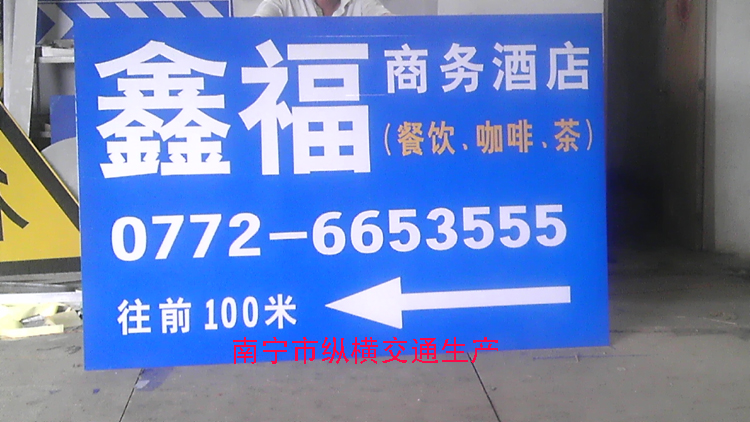 鑫福 商务酒店
(餐饮、咖啡、茶)
0772-6653555
往前100米
南宁市纵横交通生产